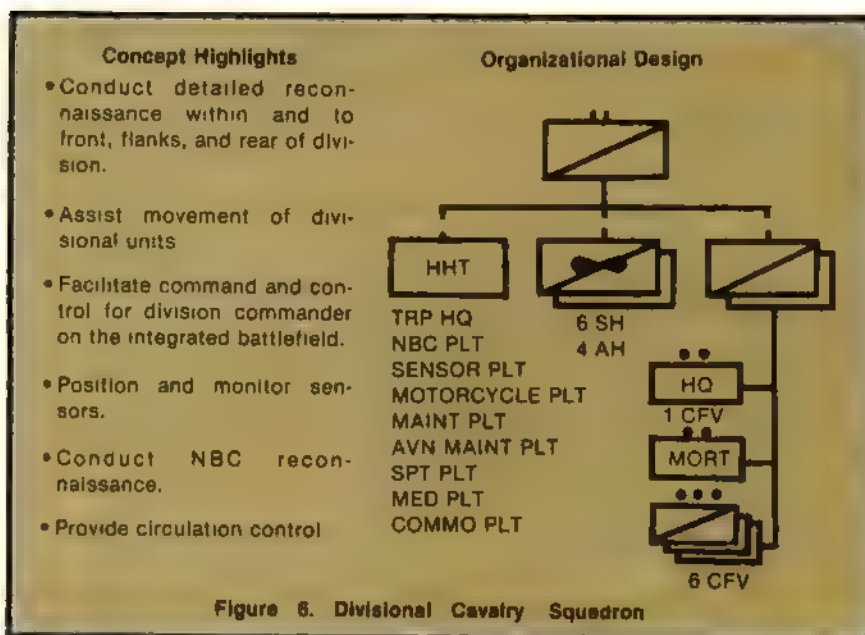 Concept Highlights
• Conduct detailed recon-
naissance within and to
front, flanks, and rear of divi-
sion.
• Assist movement of divi-
sional units
• Facilitate command and con-
trol for division commander
on the integrated battlefield.
• Position and monitor sen-
sors.
• Conduct NBC recon-
naissance.
• Provide circulation control
Organizational Design
HHT
TRP HQ
NBC PLT
SENSOR PLT
MOTORCYCLE PLT
MAINT PLT
AVN MAINT PLT
SPT PLT
MED PLT
COMMO PLT
6 SH
4 AH
HQ
1 CFV
MORT
6 CFV
Figure 6. Divisional Cavalry Squadron